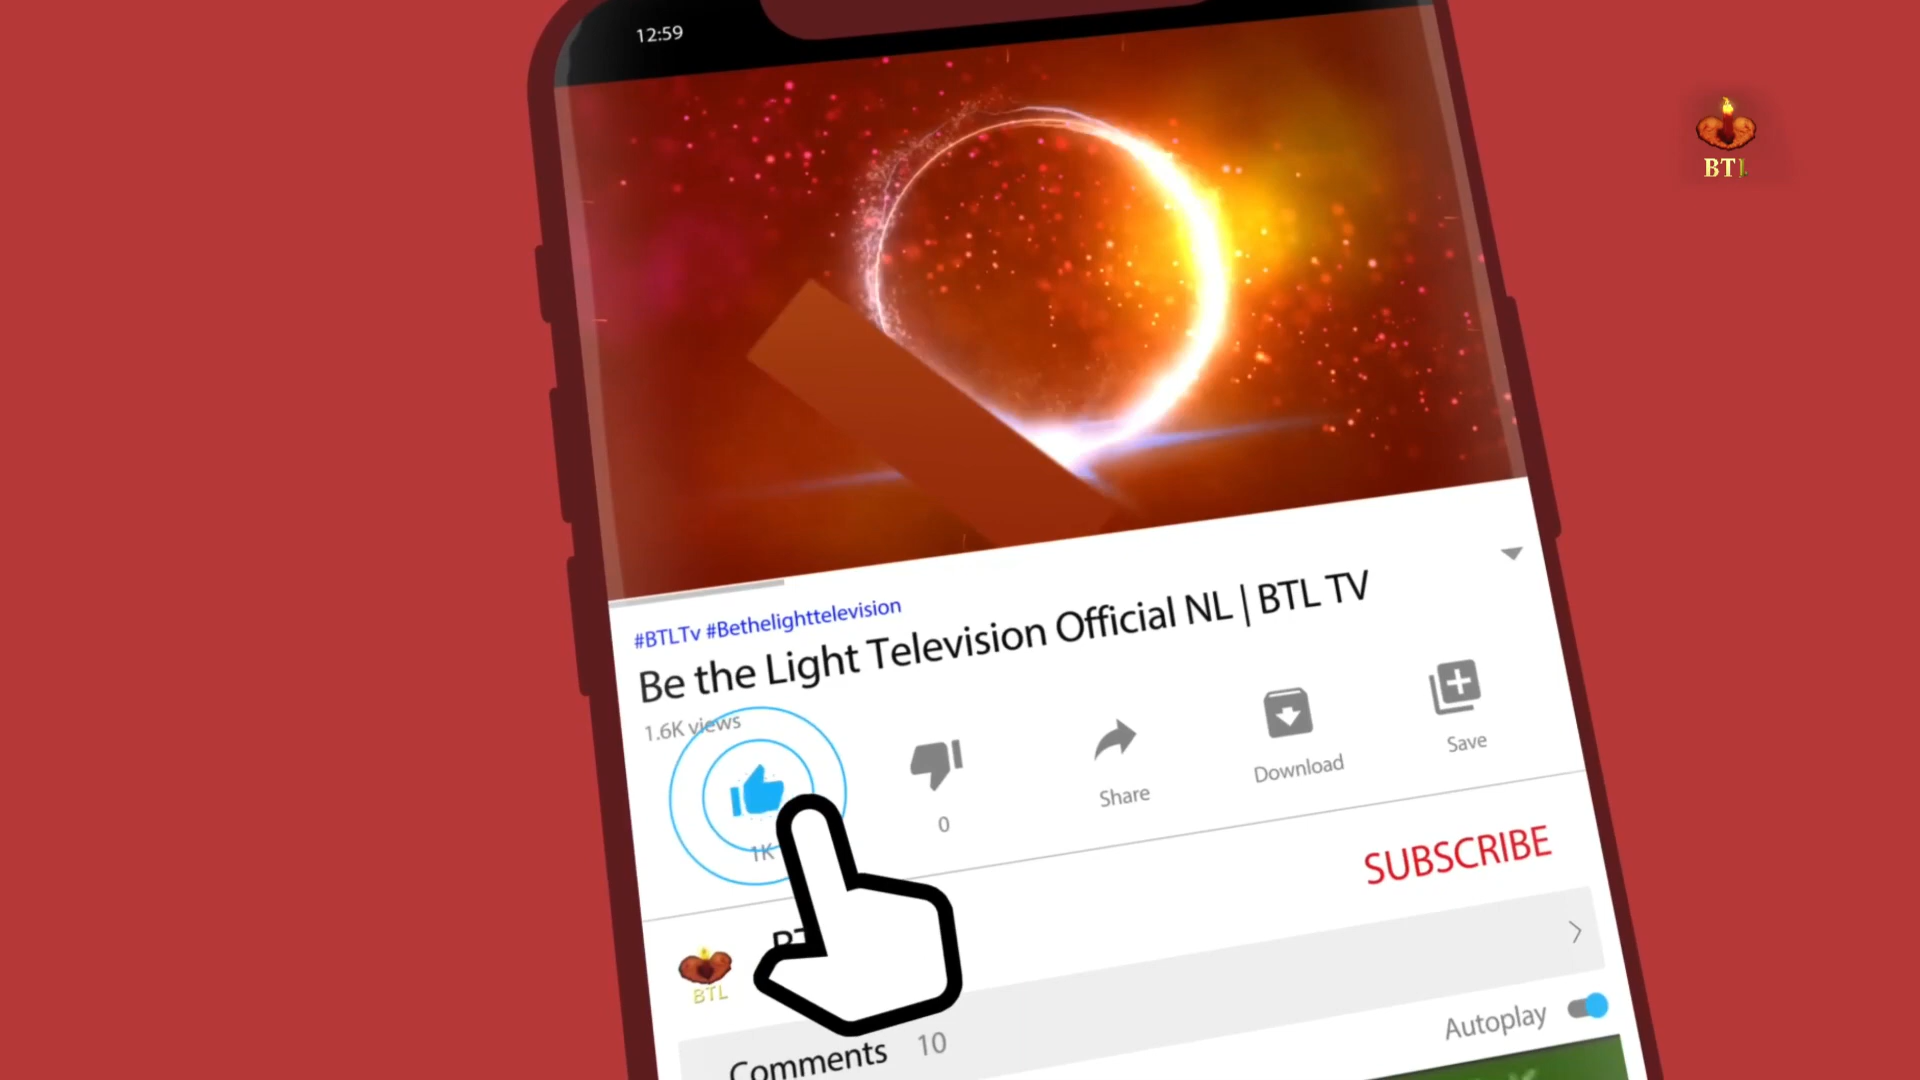 12:59
BTL
#BTLTv #Bethelighttelevision
Be the Light Television Official NL | BTL TV
1.6K views
1K
0
Share
Download
Save
SUBSCRIBE
BTL
Comments 10
Autoplay